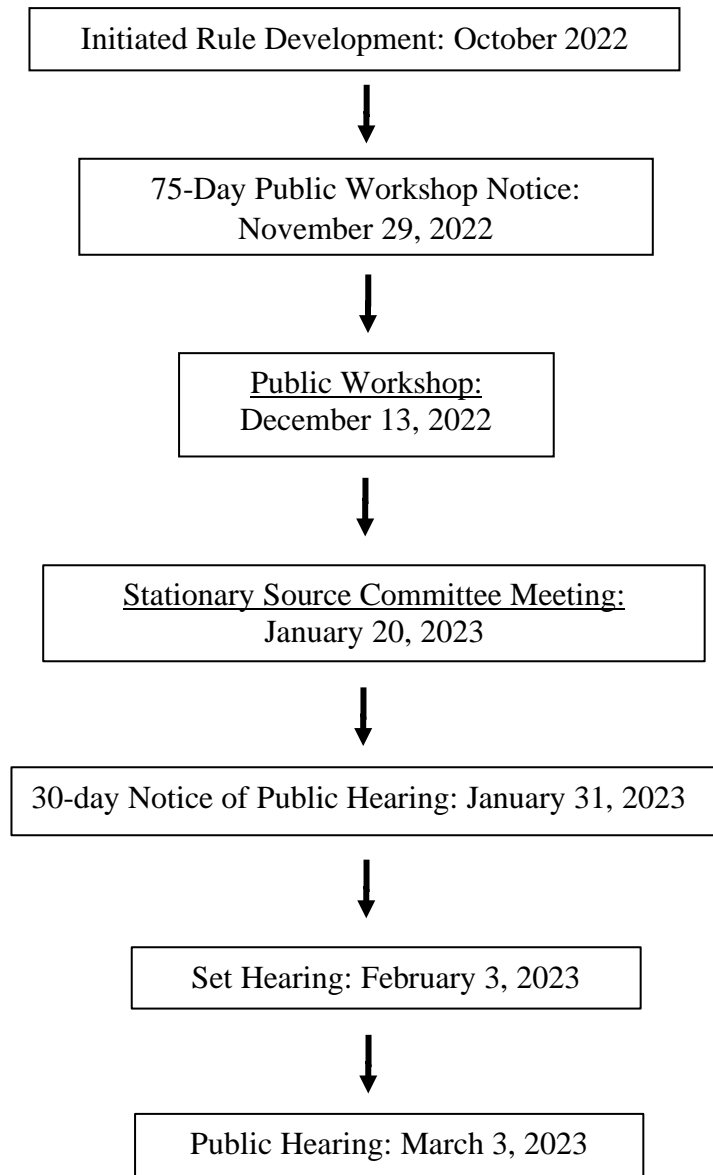 Initiated Rule Development: October 2022
75-Day Public Workshop Notice:
November 29, 2022
Public Workshop:
December 13, 2022
Stationary Source Committee Meeting:
January 20, 2023
30-day Notice of Public Hearing: January 31, 2023
Set Hearing: February 3, 2023
Public Hearing: March 3, 2023